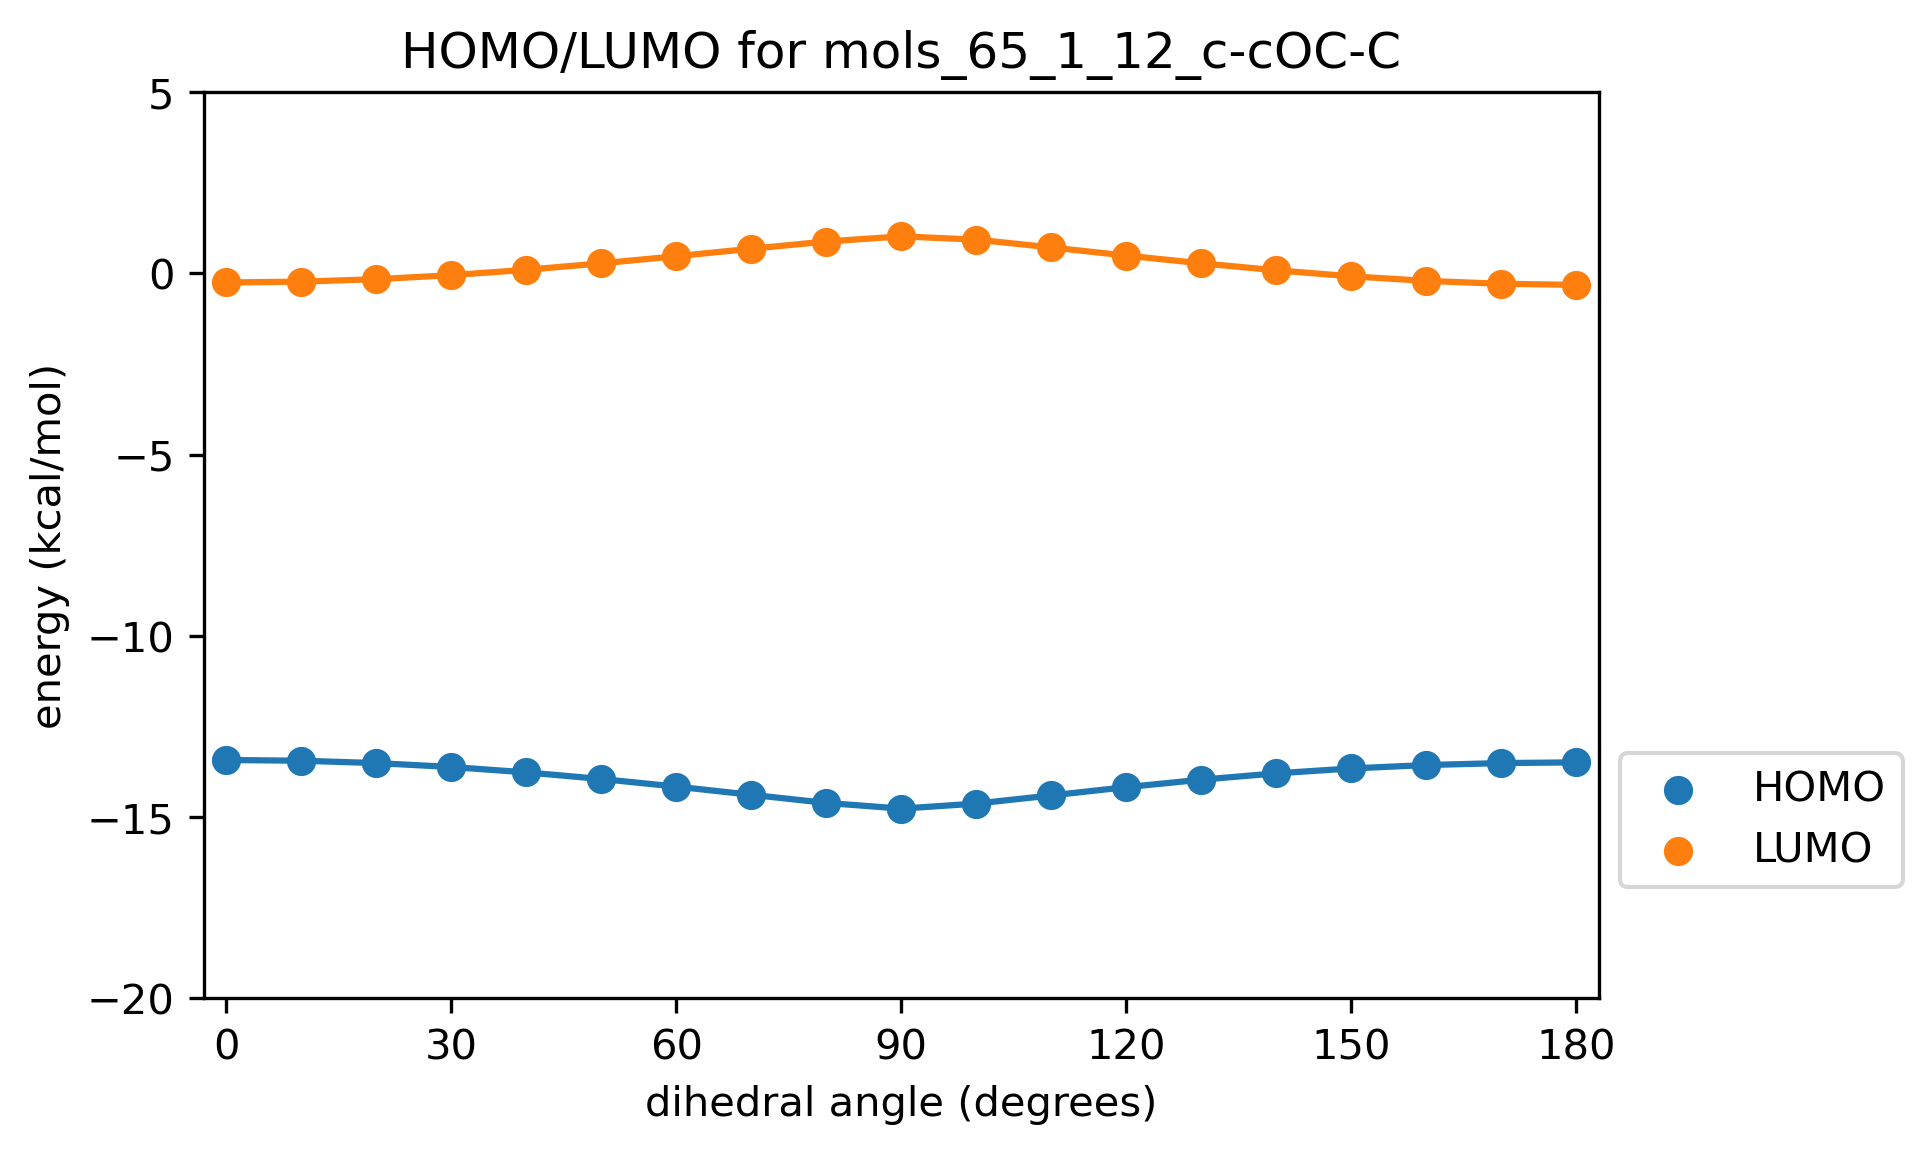 HOMO/LUMO for mols_65_1_12_c-cOC-C
5
0
−5
−10
−15
−20
energy (kcal/mol)
0 30 60 90 120 150 180
dihedral angle (degrees)
HOMO
LUMO